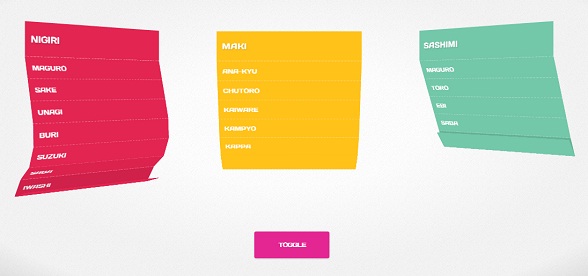 NIGIRI
MAGURO
SAKE
UNAGI
BURI
SUZUKI
IWASHI
MAKI
ANA-KYU
CHUTORO
KAIWARE
KAMPYO
KAPPA
SASHIMI
MAGURO
TORO
EBI
SABA
TOGGLE